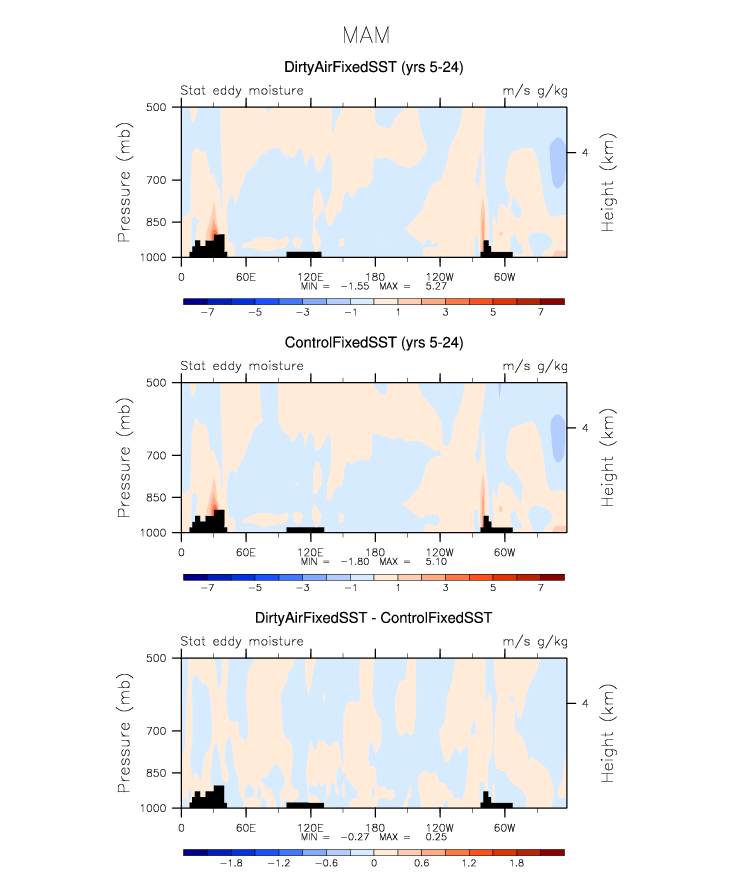 MAM
DirtyAirFixedSST (yrs 5-24)
Stat eddy moisture m/s g/kg
500
700
850
1000
Pressure (mb)
4
Height (km)
0 60E 120E 180 120W 60W
MIN = -1.55 MAX = 5.27
-7 -5 -3 -1 1 3 5 7
ControlFixedSST (yrs 5-24)
Stat eddy moisture m/s g/kg
500
700
850
1000
Pressure (mb)
4
Height (km)
0 60E 120E 180 120W 60W
MIN = -1.80 MAX = 5.10
-7 -5 -3 -1 1 3 5 7
DirtyAirFixedSST - ControlFixedSST
Stat eddy moisture m/s g/kg
500
700
850
1000
Pressure (mb)
4
Height (km)
0 60E 120E 180 120W 60W
MIN = -0.27 MAX = 0.25
-1.8 -1.2 -0.6 0 0.6 1.2 1.8